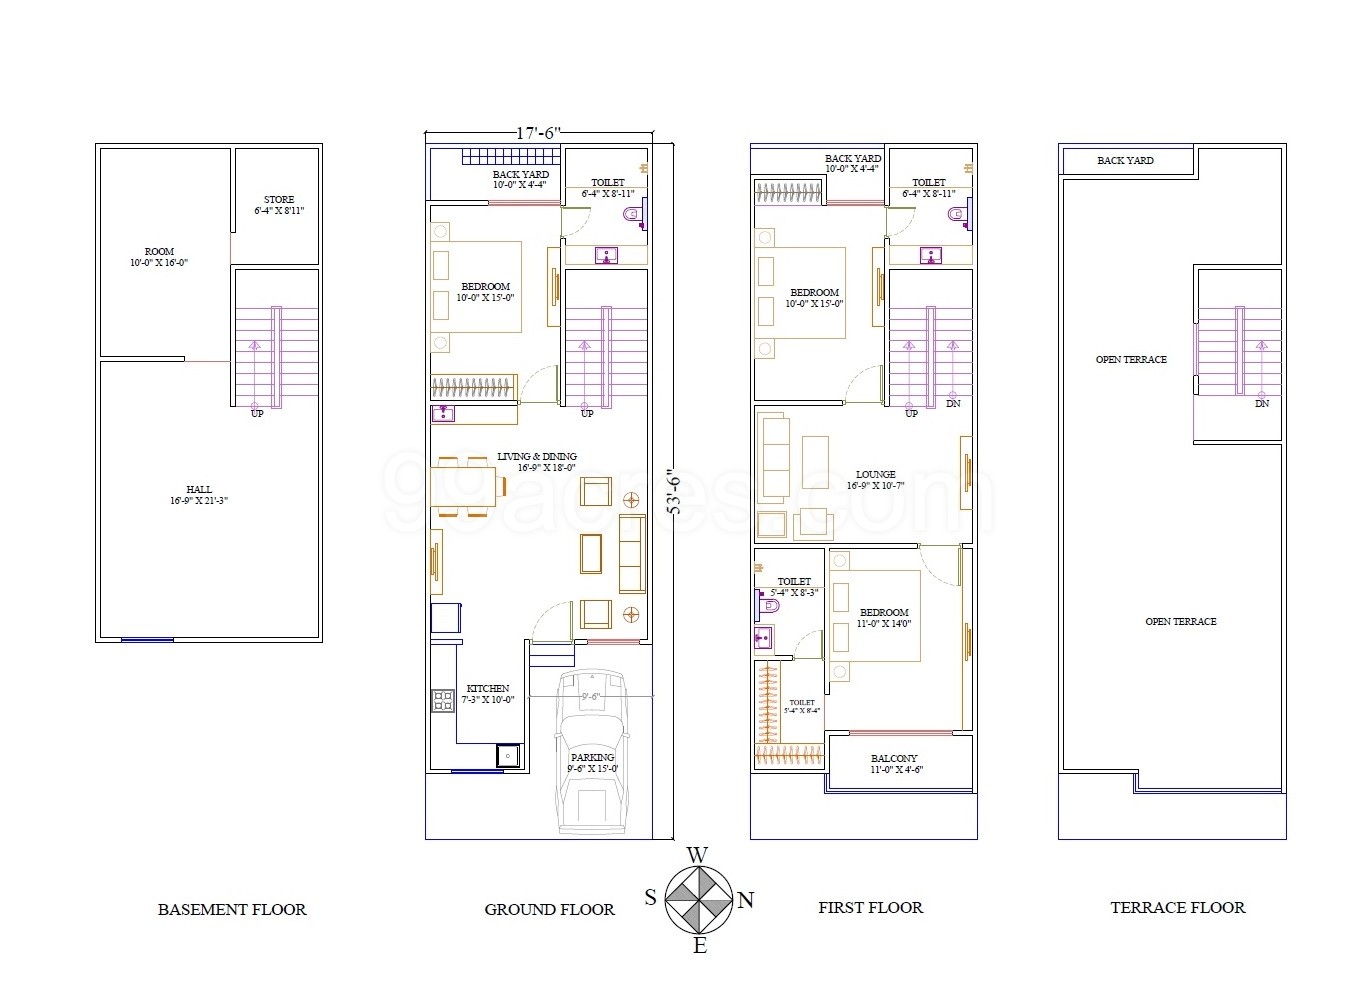 17'-6"
53'-6"
STORE
6'-4" X 8'11"
ROOM
10'-0" X 16'-0"
UP
HALL
16'-9" X 21'-3"
BACK YARD
10'-0" X 4'-4"
TOILET
6'-4" X 8'-11"
BEDROOM
10'-0" X 15'-0"
UP
LIVING & DINING
16'-9" X 18'-0"
KITCHEN
7'-3" X 10'-0"
9'-6"
PARKING
9'-6" X 15'-0'
BACK YARD
10'-0" X 4'-4"
TOILET
6'-4" X 8'-11"
BEDROOM
10'-0" X 15'-0"
UP
DN
LOUNGE
16'-9" X 10'-7"
TOILET
5'-4" X 8'-3"
BEDROOM
11'-0" X 14'0"
TOILET
5'-4" X 8'-4"
BALCONY
11'-0" X 4'-6"
BACK YARD
OPEN TERRACE
DN
OPEN TERRACE
99acres.com
W
S
N
E
BASEMENT FLOOR
GROUND FLOOR
FIRST FLOOR
TERRACE FLOOR